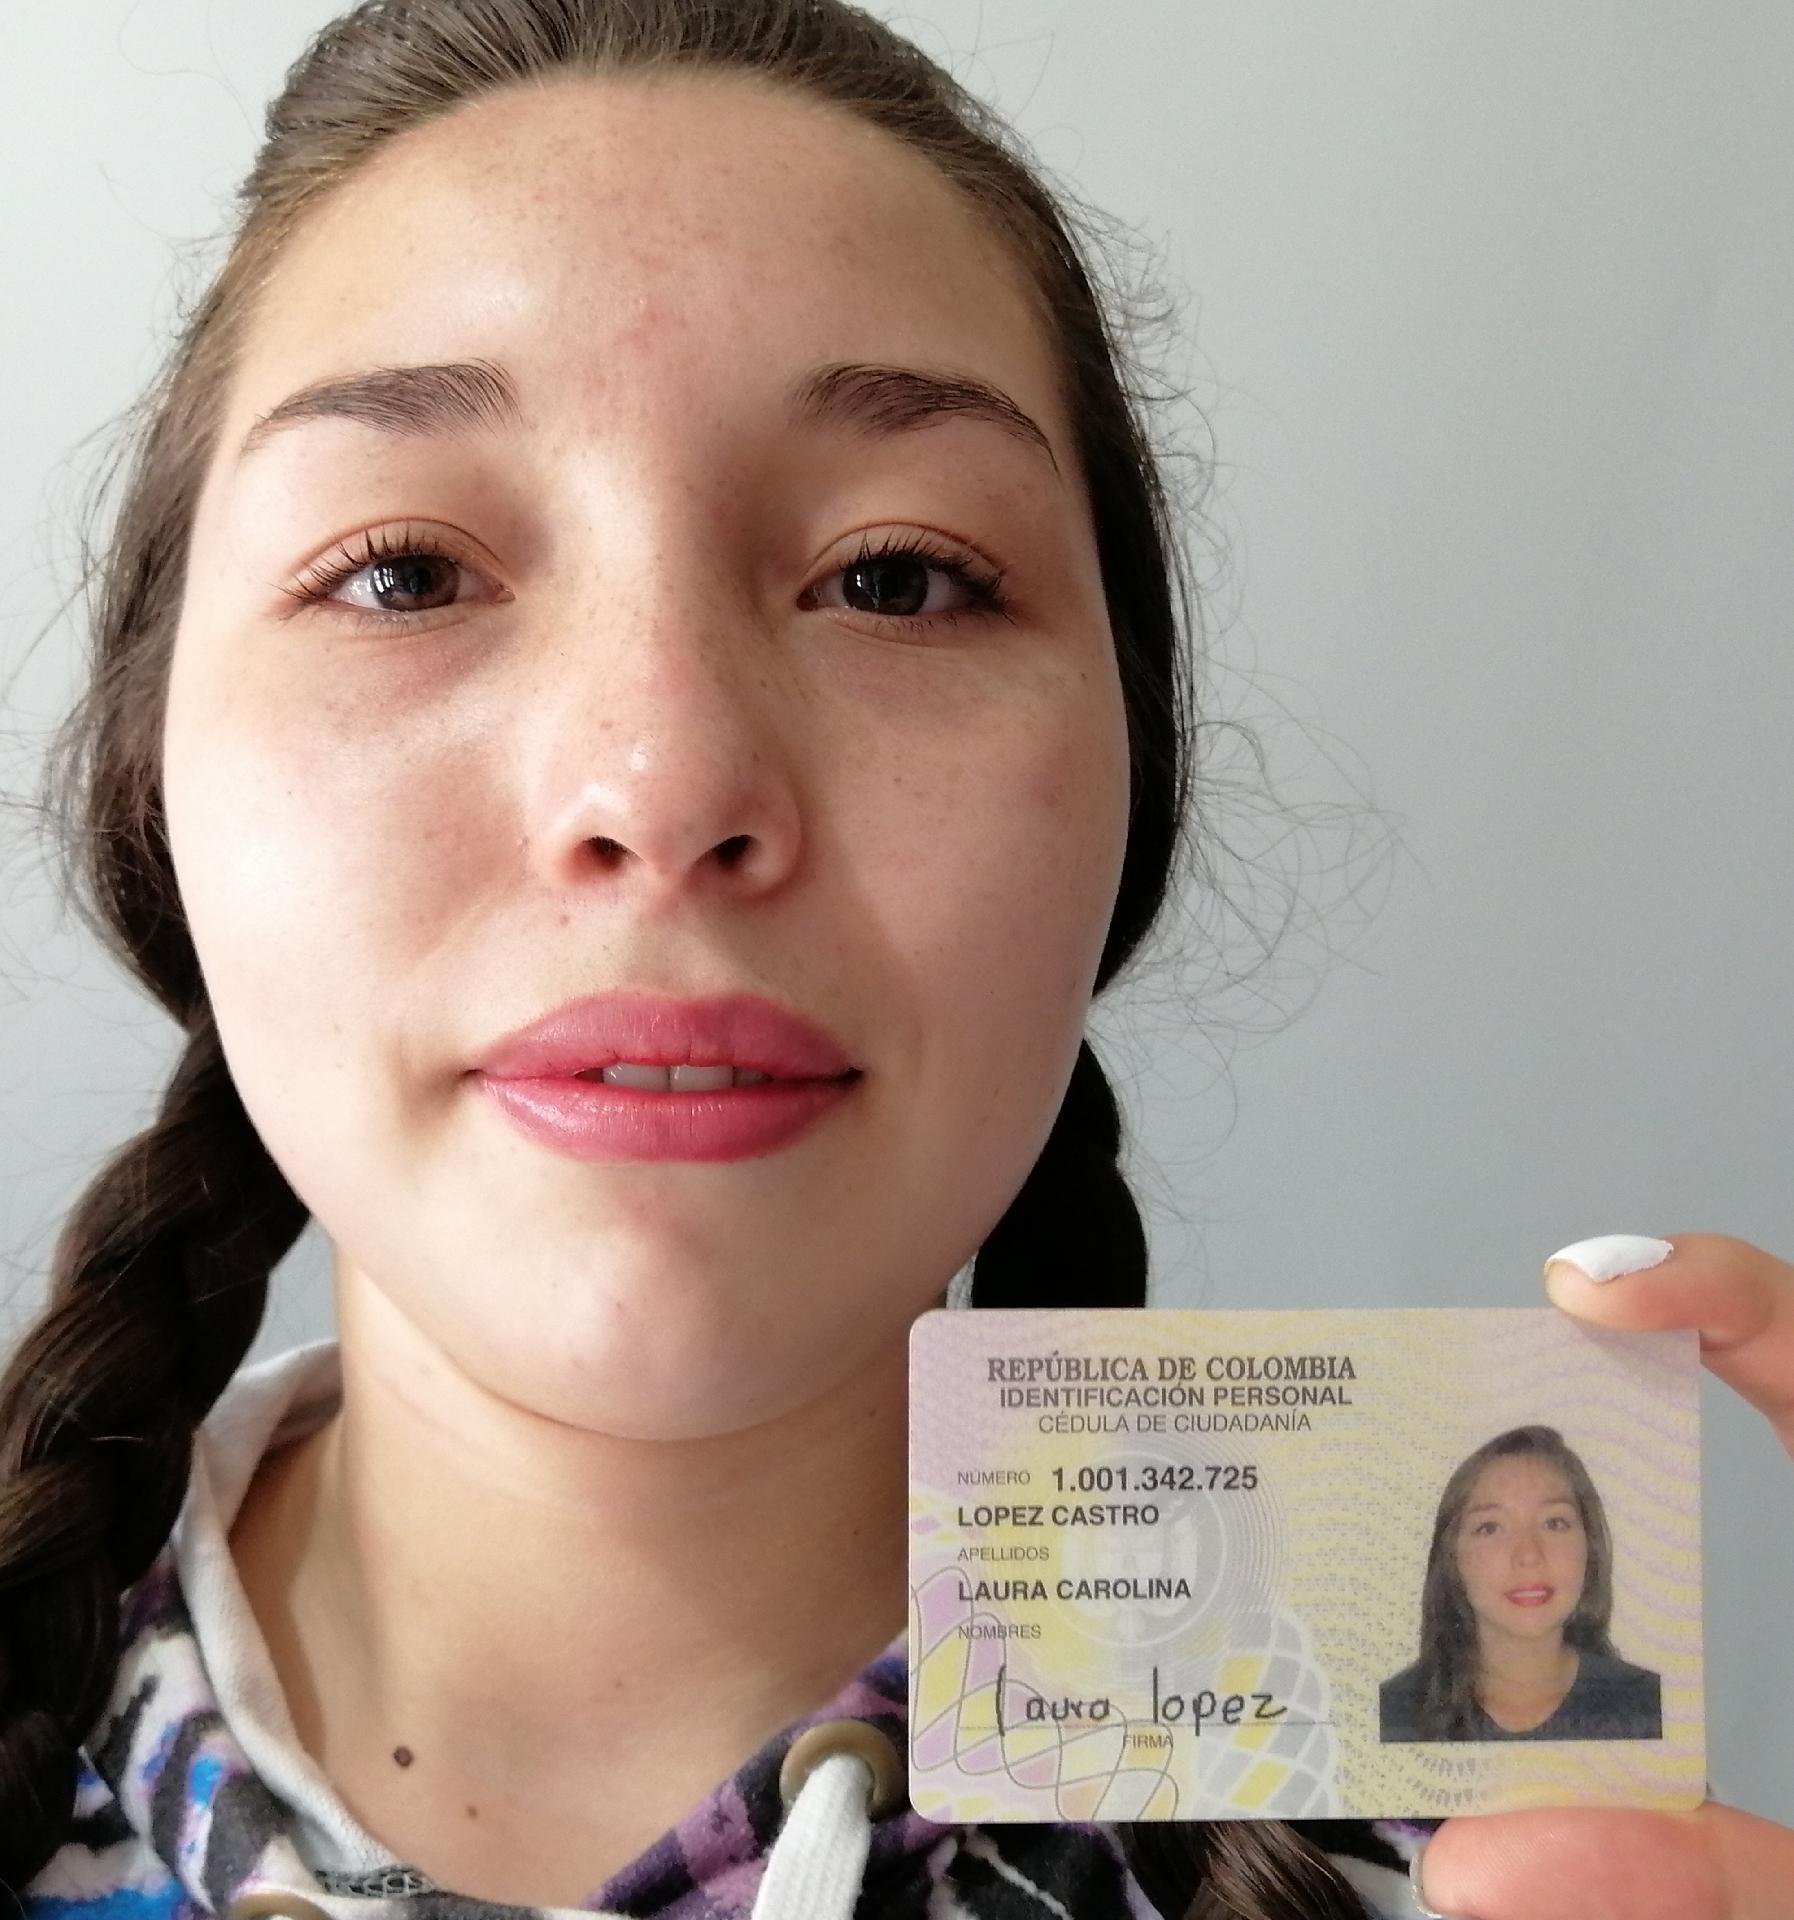 REPÚBLICA DE COLOMBIA
IDENTIFICACIÓN PERSONAL
CÉDULA DE CIUDADANÍA
NÚMERO 1.001.342.725
LOPEZ CASTRO
APELLIDOS
LAURA CAROLINA
NOMBRES
laura lopez
FIRMA